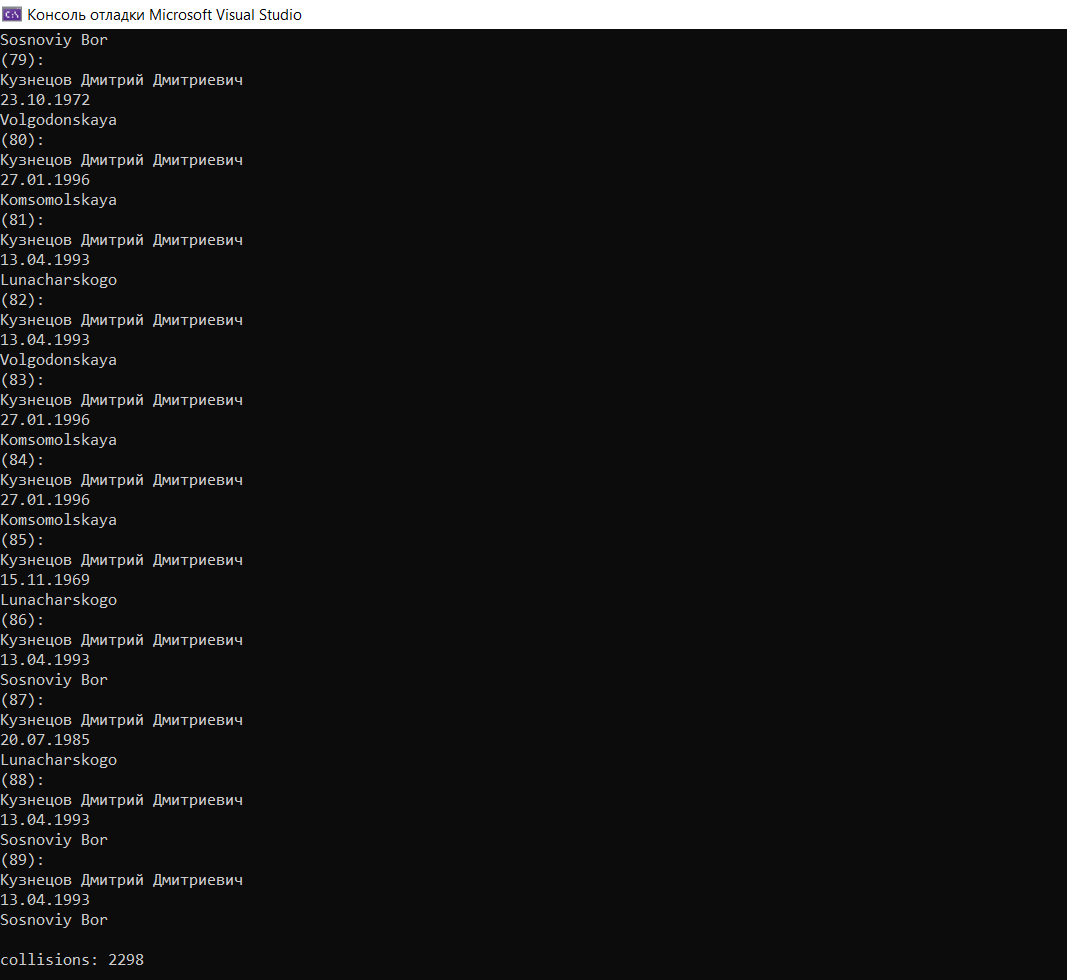 Консоль отладки Microsoft Visual Studio
Sosnoviy Bor
(79):
Кузнецов Дмитрий Дмитриевич
23.10.1972
Volgodonskaya
(80):
Кузнецов Дмитрий Дмитриевич
27.01.1996
Komsomolskaya
(81):
Кузнецов Дмитрий Дмитриевич
13.04.1993
Lunacharskogo
(82):
Кузнецов Дмитрий Дмитриевич
13.04.1993
Volgodonskaya
(83):
Кузнецов Дмитрий Дмитриевич
27.01.1996
Komsomolskaya
(84):
Кузнецов Дмитрий Дмитриевич
27.01.1996
Komsomolskaya
(85):
Кузнецов Дмитрий Дмитриевич
15.11.1969
Lunacharskogo
(86):
Кузнецов Дмитрий Дмитриевич
13.04.1993
Sosnoviy Bor
(87):
Кузнецов Дмитрий Дмитриевич
20.07.1985
Lunacharskogo
(88):
Кузнецов Дмитрий Дмитриевич
13.04.1993
Sosnoviy Bor
(89):
Кузнецов Дмитрий Дмитриевич
13.04.1993
Sosnoviy Bor
collisions: 2298